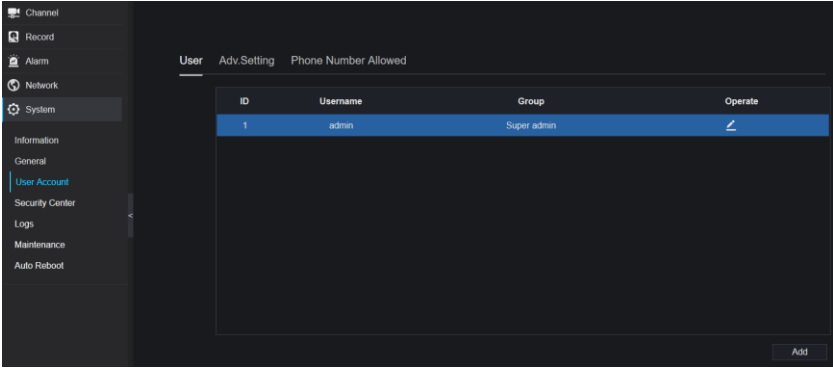 Channel
Record
Alarm
Network
System
Information
General
User Account
Security Center
Logs
Maintenance
Auto Reboot
<
User Adv.Setting Phone Number Allowed
ID Username Group Operate
1 admin Super admin
Add